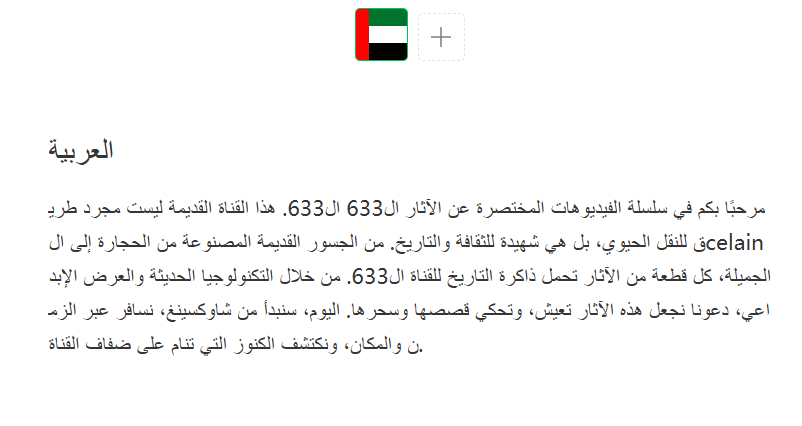 العربية
مرحبًا بكم في سلسلة الفيديوهات المختصرة عن الآثار ال633 ال633. هذا القناة القديمة ليست مجرد طري
ق للنقل الحيوي، بل هي شهيدة للثقافة والتاريخ. من الجسور القديمة المصنوعة من الحجارة إلى الcelain
الجميلة، كل قطعة من الآثار تحمل ذاكرة التاريخ للقناة ال633. من خلال التكنولوجيا الحديثة والعرض الإبد
اعي، دعونا نجعل هذه الآثار تعيش، وتحكي قصصها وسحرها. اليوم، سنبدأ من شاوكسينغ، نسافر عبر الزم
ن والمكان، ونكتشف الكنوز التي تنام على ضفاف القناة.